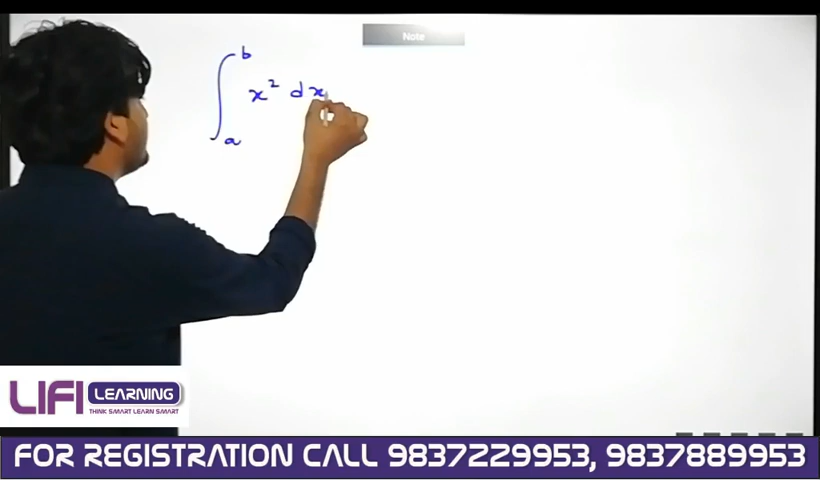 Note
∫ₐᵇ x² dx
LIFI LEARNING
THINK SMART LEARN SMART
FOR REGISTRATION CALL 9837229953, 9837889953